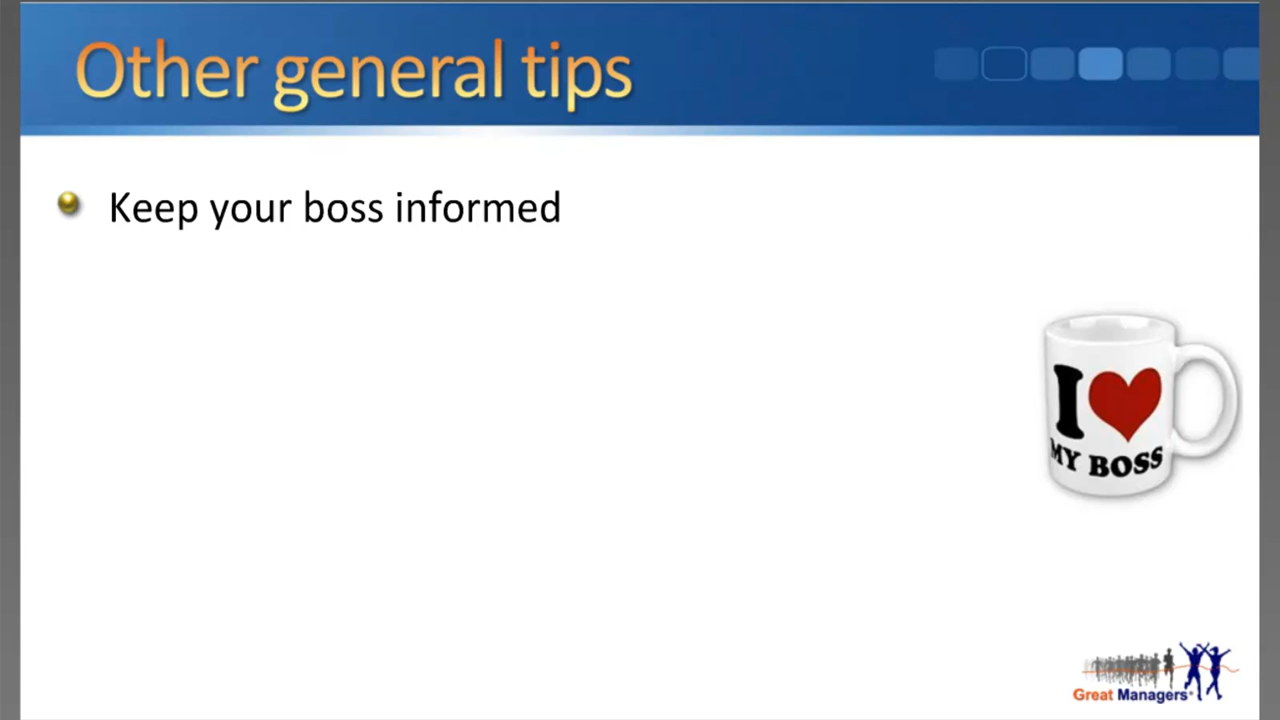 Other general tips
Keep your boss informed
I
MY BOSS
Great Managers